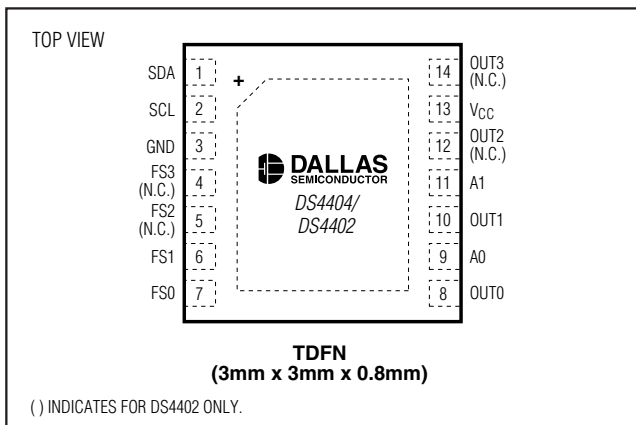 TOP VIEW
SDA 1
SCL 2
GND 3
FS3
(N.C.) 4
FS2
(N.C.) 5
FS1 6
FS0 7
+
DALLAS
SEMICONDUCTOR
DS4404/
DS4402
14 OUT3
(N.C.)
13 VCC
12 OUT2
(N.C.)
11 A1
10 OUT1
9 A0
8 OUT0
TDFN
(3mm x 3mm x 0.8mm)
( ) INDICATES FOR DS4402 ONLY.